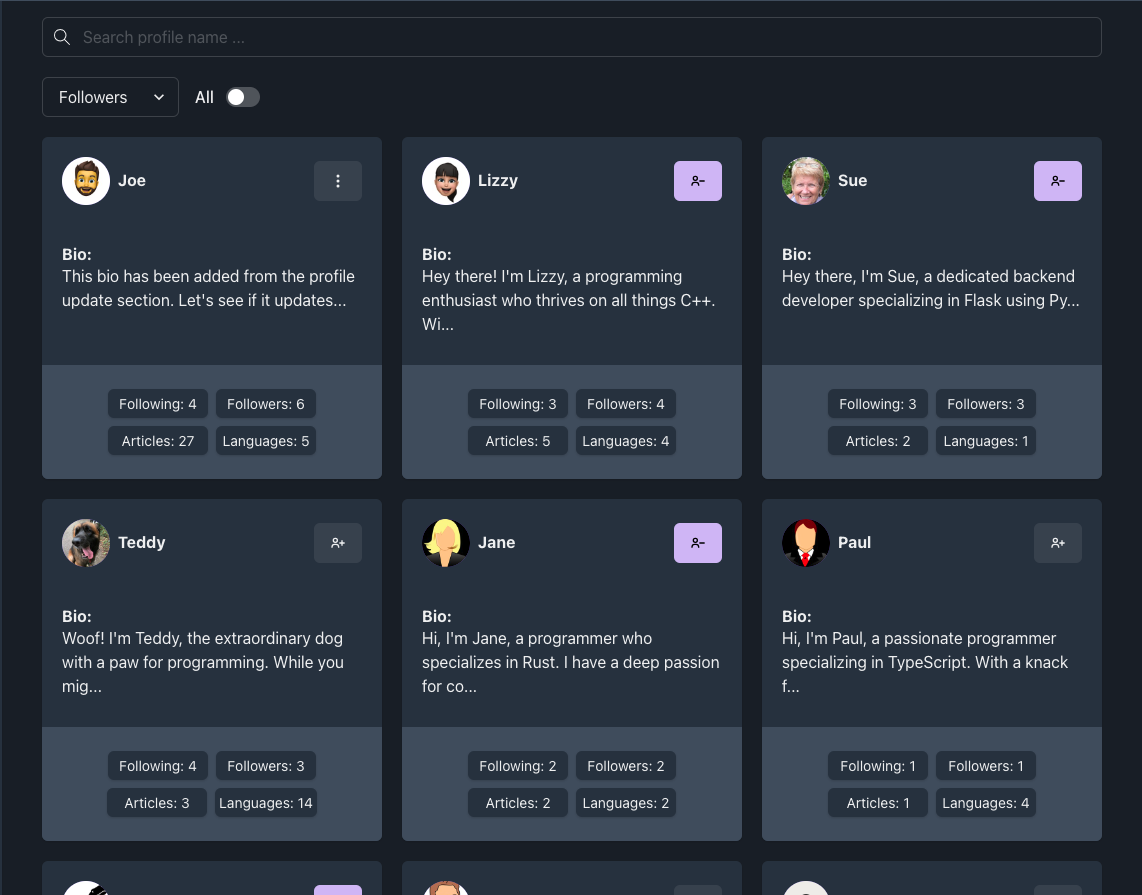 Search profile name ...
Followers
All
Joe
Lizzy
Sue
Bio:
This bio has been added from the profile
update section. Let's see if it updates...
Bio:
Hey there! I'm Lizzy, a programming
enthusiast who thrives on all things C++.
Wi...
Bio:
Hey there, I'm Sue, a dedicated backend
developer specializing in Flask using Py...
Following: 4
Followers: 6
Articles: 27
Languages: 5
Following: 3
Followers: 4
Articles: 5
Languages: 4
Following: 3
Followers: 3
Articles: 2
Languages: 1
Teddy
Jane
Paul
Bio:
Woof! I'm Teddy, the extraordinary dog
with a paw for programming. While you
mig...
Bio:
Hi, I'm Jane, a programmer who
specializes in Rust. I have a deep passion
for co...
Bio:
Hi, I'm Paul, a passionate programmer
specializing in TypeScript. With a knack
f...
Following: 4
Followers: 3
Articles: 3
Languages: 14
Following: 2
Followers: 2
Articles: 2
Languages: 2
Following: 1
Followers: 1
Articles: 1
Languages: 4